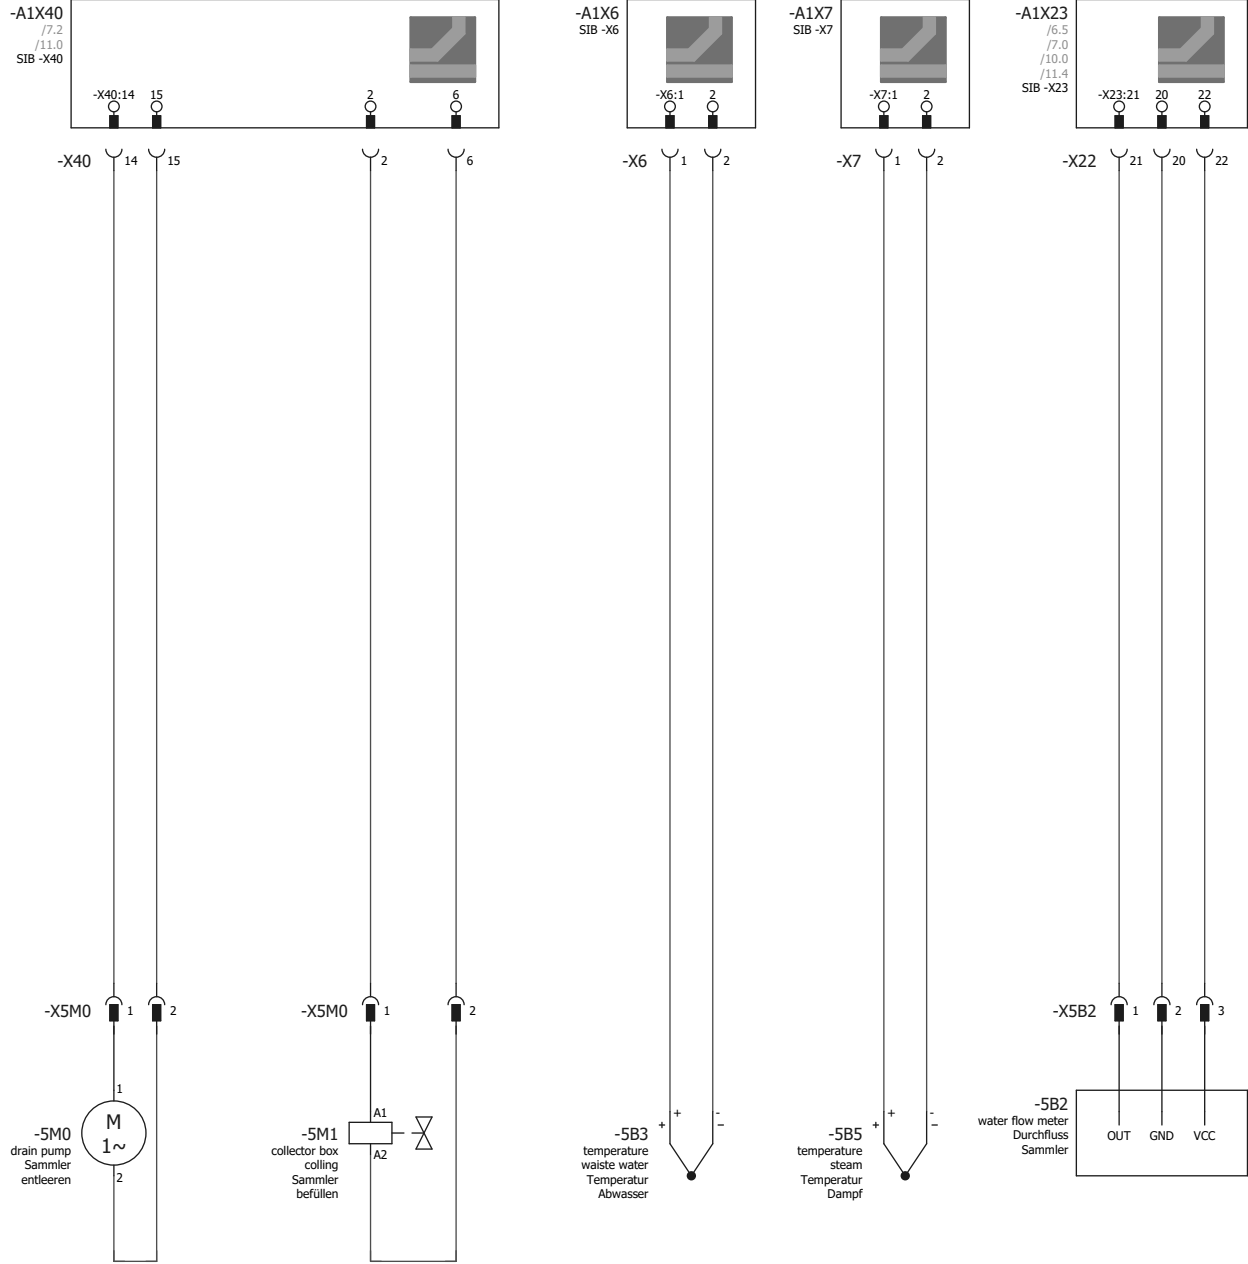 -A1X40
/7.2
/11.0
SIB -X40
-X40:14 15 2 6
-X40 14 15 2 6
-A1X6
SIB -X6
-X6:1 2
-X6 1 2
-A1X7
SIB -X7
-X7:1 2
-X7 1 2
-A1X23
/6.5
/7.0
/10.0
/11.4
SIB -X23
-X23:21 20 22
-X22 21 20 22
-X5M0 1 2
-X5M0 1 2
-X5B2 1 2 3
1
M
1~
2
-5M0
drain pump
Sammler
entleeren
A1
A2
-5M1
collector box
colling
Sammler
befüllen
+ -
+ −
-5B3
temperature
waiste water
Temperatur
Abwasser
+ -
+ −
-5B5
temperature
steam
Temperatur
Dampf
-5B2
water flow meter
Durchfluss
Sammler
OUT GND VCC